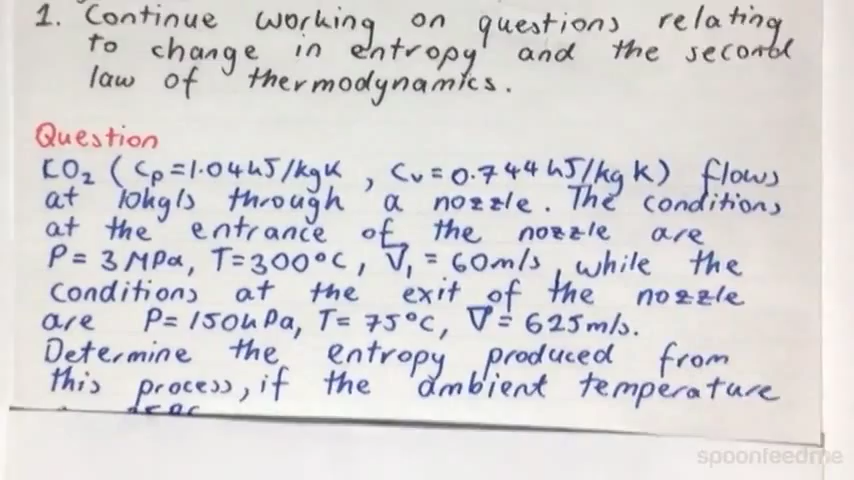 1. Continue working on questions relating
to change in entropy and the second
law of thermodynamics.
Question
CO₂ (Cp=1.04kJ/kgK, Cv=0.744kJ/kgK) flows
at 10kg/s through a nozzle. The conditions
at the entrance of the nozzle are
P= 3MPa, T=300°C, V⃗₁ = 60m/s, while the
conditions at the exit of the nozzle
are P= 150kPa, T= 75°C, V⃗ = 625m/s.
Determine the entropy produced from
this process, if the ambient temperature
spoonfeedme